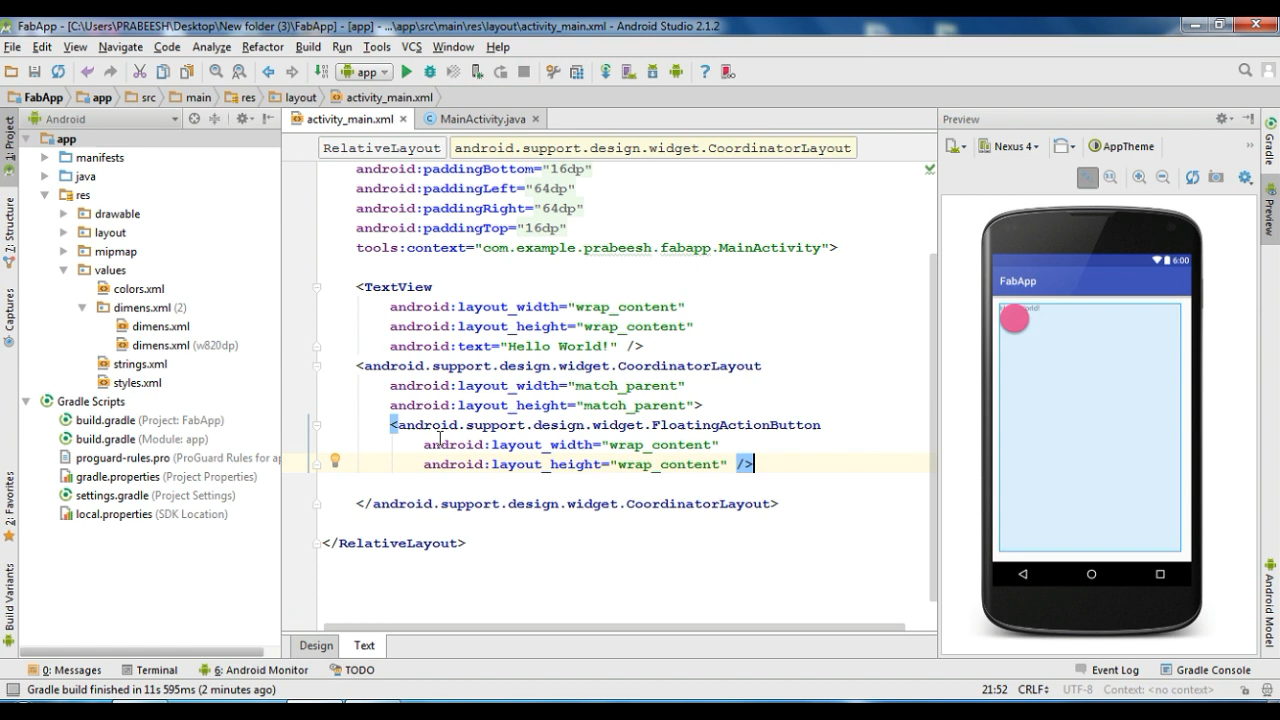 FabApp - [C:\Users\PRABEESH\Desktop\New folder (3)\FabApp] - [app] - ...\app\src\main\res\layout\activity_main.xml - Android Studio 2.1.2
File Edit View Navigate Code Analyze Refactor Build Run Tools VCS Window Help
app
FabApp app src main res layout activity_main.xml
1: Project
Z: Structure
Captures
2: Favorites
Build Variants
Android
app
manifests
java
res
drawable
layout
mipmap
values
colors.xml
dimens.xml (2)
dimens.xml
dimens.xml (w820dp)
strings.xml
styles.xml
Gradle Scripts
build.gradle (Project: FabApp)
build.gradle (Module: app)
proguard-rules.pro (ProGuard Rules for ap
gradle.properties (Project Properties)
settings.gradle (Project Settings)
local.properties (SDK Location)
activity_main.xml MainActivity.java
RelativeLayout android.support.design.widget.CoordinatorLayout
android:paddingBottom="16dp"
android:paddingLeft="64dp"
android:paddingRight="64dp"
android:paddingTop="16dp"
tools:context="com.example.prabeesh.fabapp.MainActivity">
<TextView
android:layout_width="wrap_content"
android:layout_height="wrap_content"
android:text="Hello World!" />
<android.support.design.widget.CoordinatorLayout
android:layout_width="match_parent"
android:layout_height="match_parent">
<android.support.design.widget.FloatingActionButton
android:layout_width="wrap_content"
android:layout_height="wrap_content" />
</android.support.design.widget.CoordinatorLayout>
</RelativeLayout>
Design Text
Preview
Nexus 4 AppTheme
6:00
FabApp
Gradle
Preview
Android Model
0: Messages Terminal 6: Android Monitor TODO Event Log Gradle Console
Gradle build finished in 11s 595ms (2 minutes ago) 21:52 CRLF UTF-8 Context: <no context>